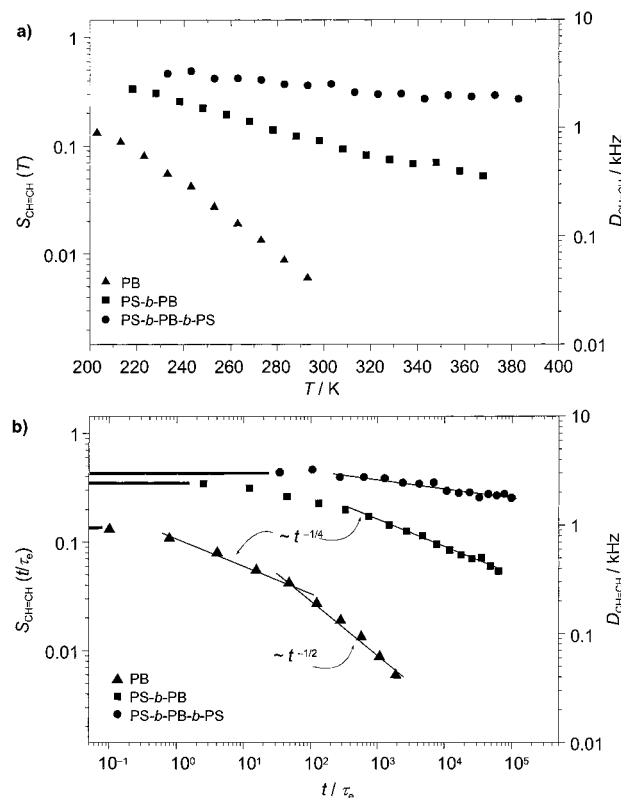 a)
1
0.1
0.01
S_CH=CH (T)
10
1
0.1
0.01
D_CH=CH / kHz
PB
PS-b-PB
PS-b-PB-b-PS
200 220 240 260 280 300 320 340 360 380 400
T / K
b)
1
0.1
0.01
S_CH=CH (t/τ_e)
10
1
0.1
0.01
D_CH=CH / kHz
~ t^−1/4
~ t^−1/2
PB
PS-b-PB
PS-b-PB-b-PS
10^−1 10^0 10^1 10^2 10^3 10^4 10^5
t / τ_e